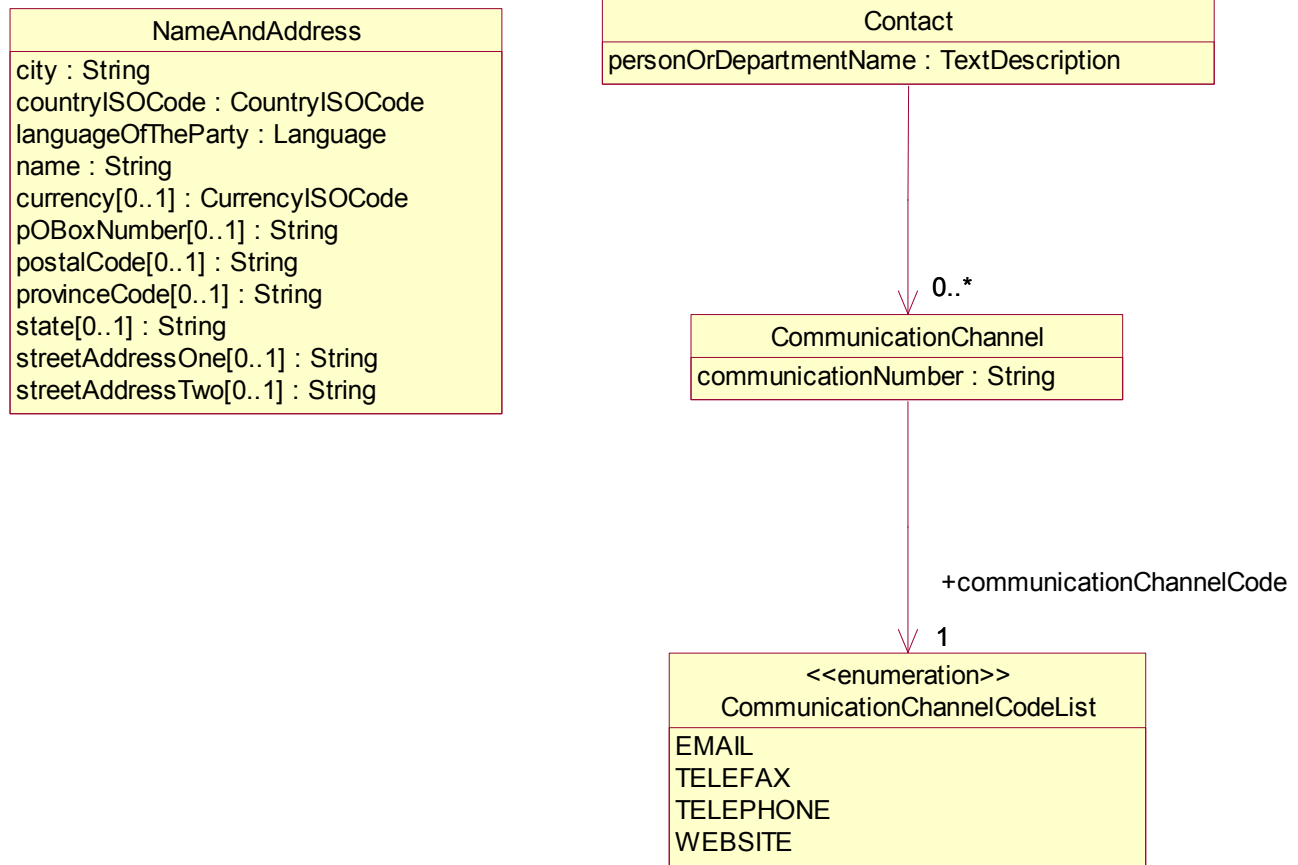 NameAndAddress
city : String
countryISOCode : CountryISOCode
languageOfTheParty : Language
name : String
currency[0..1] : CurrencyISOCode
pOBoxNumber[0..1] : String
postalCode[0..1] : String
provinceCode[0..1] : String
state[0..1] : String
streetAddressOne[0..1] : String
streetAddressTwo[0..1] : String
Contact
personOrDepartmentName : TextDescription
0..*
CommunicationChannel
communicationNumber : String
+communicationChannelCode
1
<<enumeration>>
CommunicationChannelCodeList
EMAIL
TELEFAX
TELEPHONE
WEBSITE